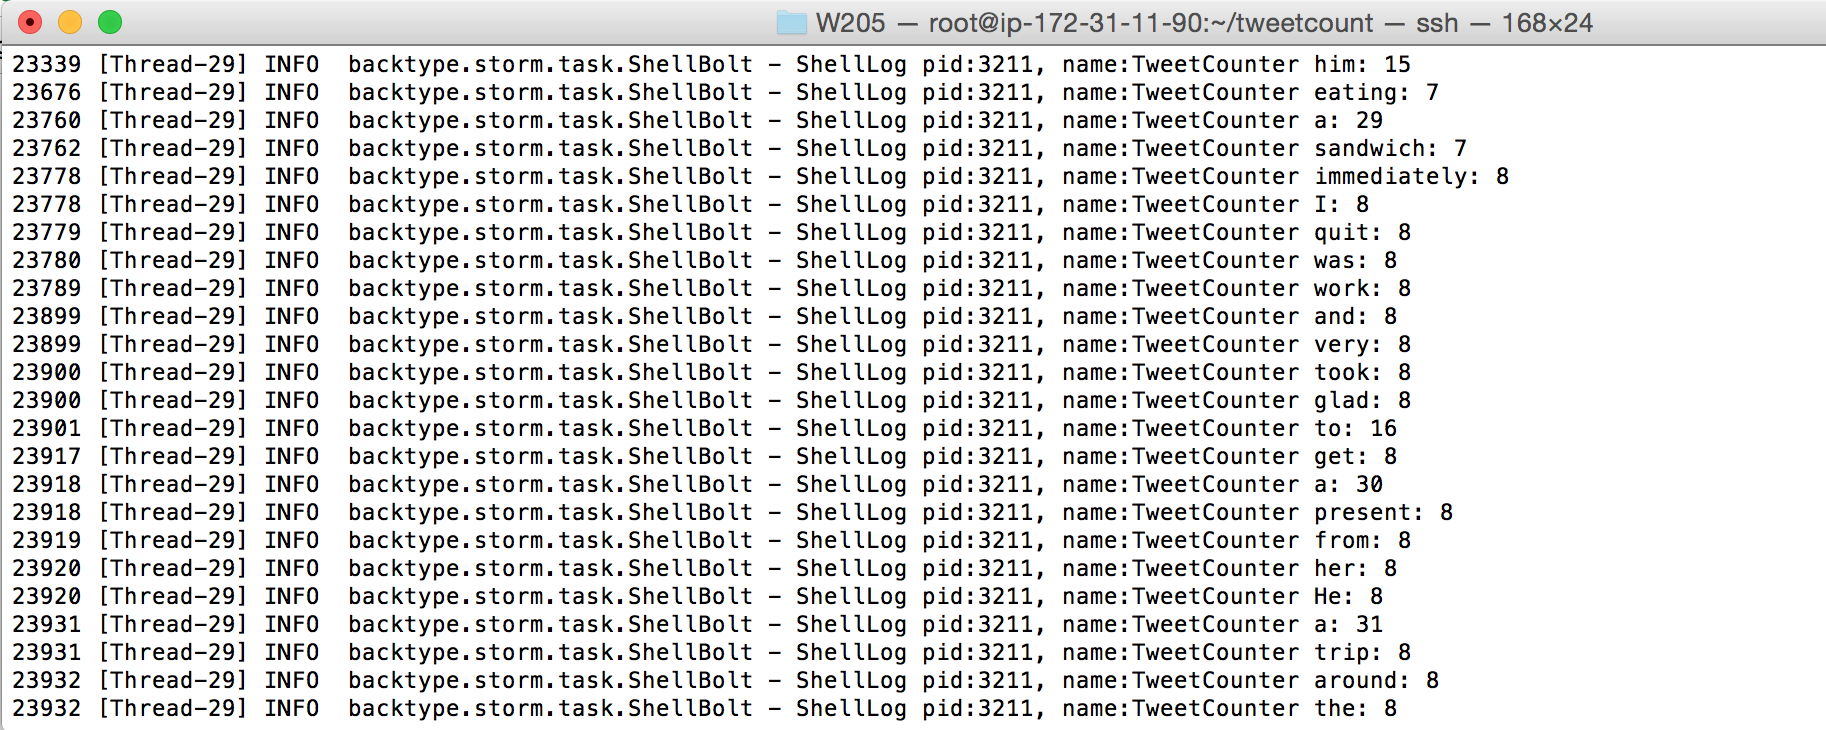 W205 — root@ip-172-31-11-90:~/tweetcount — ssh — 168×24
23339 [Thread-29] INFO  backtype.storm.task.ShellBolt - ShellLog pid:3211, name:TweetCounter him: 15
23676 [Thread-29] INFO  backtype.storm.task.ShellBolt - ShellLog pid:3211, name:TweetCounter eating: 7
23760 [Thread-29] INFO  backtype.storm.task.ShellBolt - ShellLog pid:3211, name:TweetCounter a: 29
23762 [Thread-29] INFO  backtype.storm.task.ShellBolt - ShellLog pid:3211, name:TweetCounter sandwich: 7
23778 [Thread-29] INFO  backtype.storm.task.ShellBolt - ShellLog pid:3211, name:TweetCounter immediately: 8
23778 [Thread-29] INFO  backtype.storm.task.ShellBolt - ShellLog pid:3211, name:TweetCounter I: 8
23779 [Thread-29] INFO  backtype.storm.task.ShellBolt - ShellLog pid:3211, name:TweetCounter quit: 8
23780 [Thread-29] INFO  backtype.storm.task.ShellBolt - ShellLog pid:3211, name:TweetCounter was: 8
23789 [Thread-29] INFO  backtype.storm.task.ShellBolt - ShellLog pid:3211, name:TweetCounter work: 8
23899 [Thread-29] INFO  backtype.storm.task.ShellBolt - ShellLog pid:3211, name:TweetCounter and: 8
23899 [Thread-29] INFO  backtype.storm.task.ShellBolt - ShellLog pid:3211, name:TweetCounter very: 8
23900 [Thread-29] INFO  backtype.storm.task.ShellBolt - ShellLog pid:3211, name:TweetCounter took: 8
23900 [Thread-29] INFO  backtype.storm.task.ShellBolt - ShellLog pid:3211, name:TweetCounter glad: 8
23901 [Thread-29] INFO  backtype.storm.task.ShellBolt - ShellLog pid:3211, name:TweetCounter to: 16
23917 [Thread-29] INFO  backtype.storm.task.ShellBolt - ShellLog pid:3211, name:TweetCounter get: 8
23918 [Thread-29] INFO  backtype.storm.task.ShellBolt - ShellLog pid:3211, name:TweetCounter a: 30
23918 [Thread-29] INFO  backtype.storm.task.ShellBolt - ShellLog pid:3211, name:TweetCounter present: 8
23919 [Thread-29] INFO  backtype.storm.task.ShellBolt - ShellLog pid:3211, name:TweetCounter from: 8
23920 [Thread-29] INFO  backtype.storm.task.ShellBolt - ShellLog pid:3211, name:TweetCounter her: 8
23920 [Thread-29] INFO  backtype.storm.task.ShellBolt - ShellLog pid:3211, name:TweetCounter He: 8
23931 [Thread-29] INFO  backtype.storm.task.ShellBolt - ShellLog pid:3211, name:TweetCounter a: 31
23931 [Thread-29] INFO  backtype.storm.task.ShellBolt - ShellLog pid:3211, name:TweetCounter trip: 8
23932 [Thread-29] INFO  backtype.storm.task.ShellBolt - ShellLog pid:3211, name:TweetCounter around: 8
23932 [Thread-29] INFO  backtype.storm.task.ShellBolt - ShellLog pid:3211, name:TweetCounter the: 8